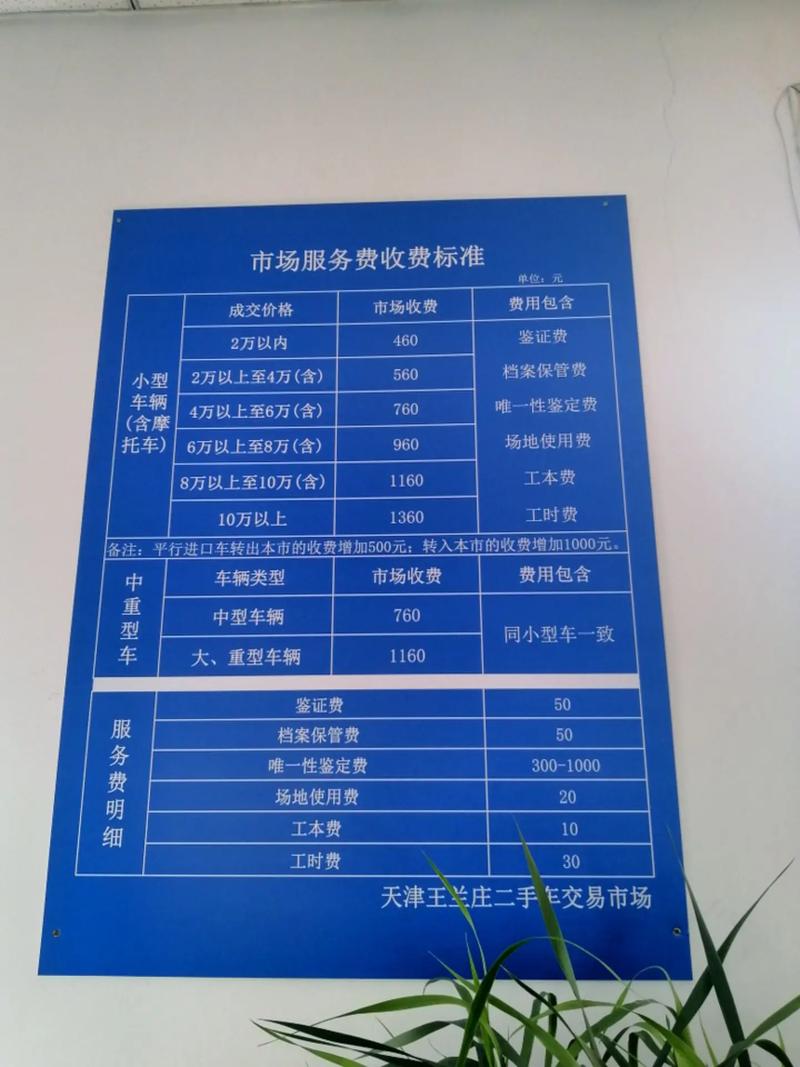 市场服务费收费标准
单位：元
成交价格 市场收费 费用包含
小型
车辆
(含摩
托车)
2万以内 460 鉴证费
2万以上至4万(含) 560 档案保管费
4万以上至6万(含) 760 唯一性鉴定费
6万以上至8万(含) 960 场地使用费
8万以上至10万(含) 1160 工本费
10万以上 1360 工时费
备注：平行进口车转出本市的收费增加500元；转入本市的收费增加1000元。
中
重
型
车
车辆类型 市场收费 费用包含
中型车辆 760 同小型车一致
大、重型车辆 1160
服
务
费
明
细
鉴证费 50
档案保管费 50
唯一性鉴定费 300-1000
场地使用费 20
工本费 10
工时费 30
天津王兰庄二手车交易市场